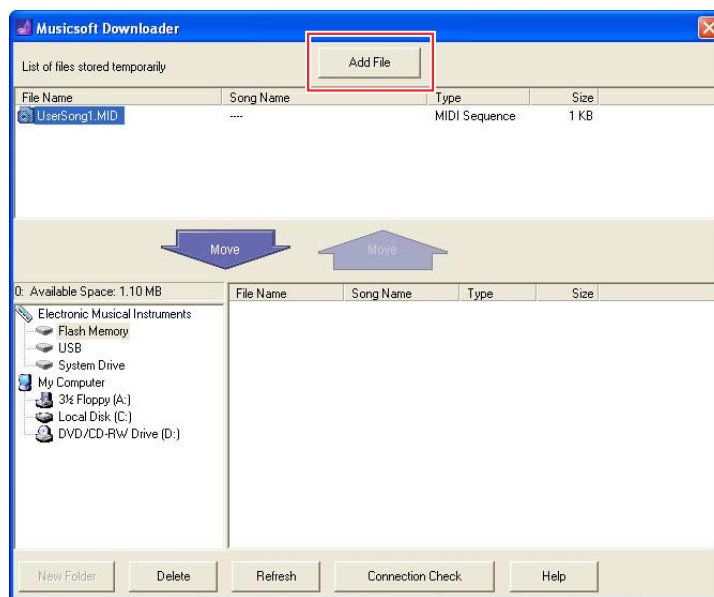 Musicsoft Downloader
List of files stored temporarily
Add File
File Name Song Name Type Size
UserSong1.MID ---- MIDI Sequence 1 KB
Move Move
0: Available Space: 1.10 MB
File Name Song Name Type Size
Electronic Musical Instruments
Flash Memory
USB
System Drive
My Computer
3½ Floppy (A:)
Local Disk (C:)
DVD/CD-RW Drive (D:)
New Folder Delete Refresh Connection Check Help